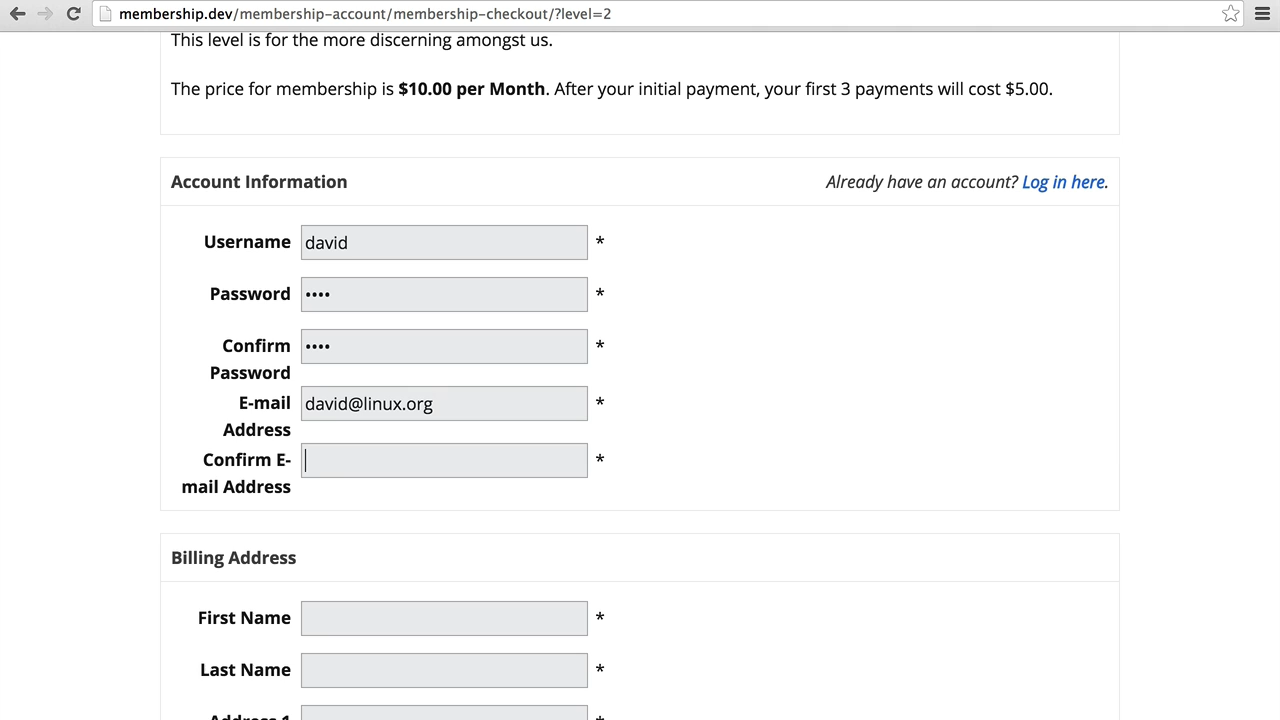 membership.dev/membership-account/membership-checkout/?level=2
This level is for the more discerning amongst us.
The price for membership is $10.00 per Month. After your initial payment, your first 3 payments will cost $5.00.
Account Information
Already have an account? Log in here.
Username david *
Password •••• *
Confirm Password •••• *
E-mail Address david@linux.org *
Confirm E-mail Address *
Billing Address
First Name *
Last Name *
Address 1 *